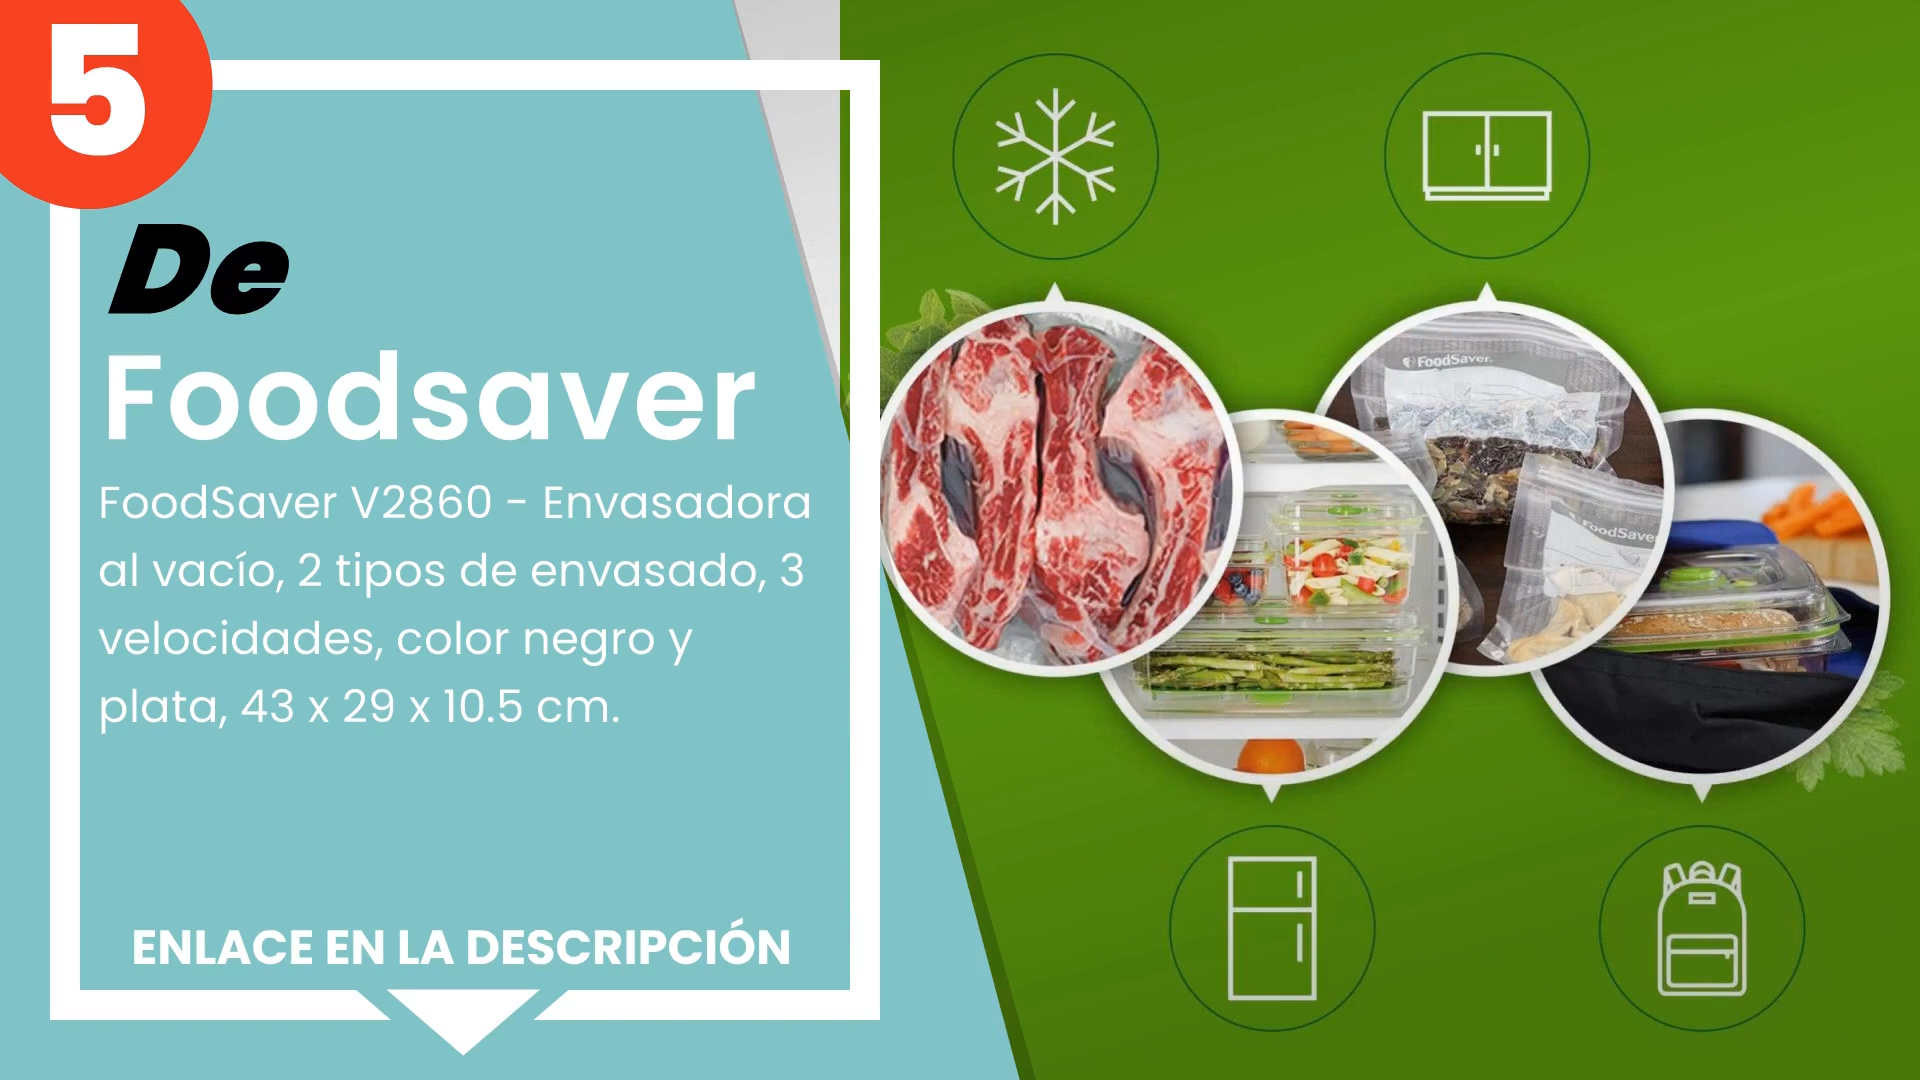 5
De
Foodsaver
FoodSaver V2860 - Envasadora
al vacío, 2 tipos de envasado, 3
velocidades, color negro y
plata, 43 x 29 x 10.5 cm.
ENLACE EN LA DESCRIPCIÓN
FoodSaver
FoodSaver